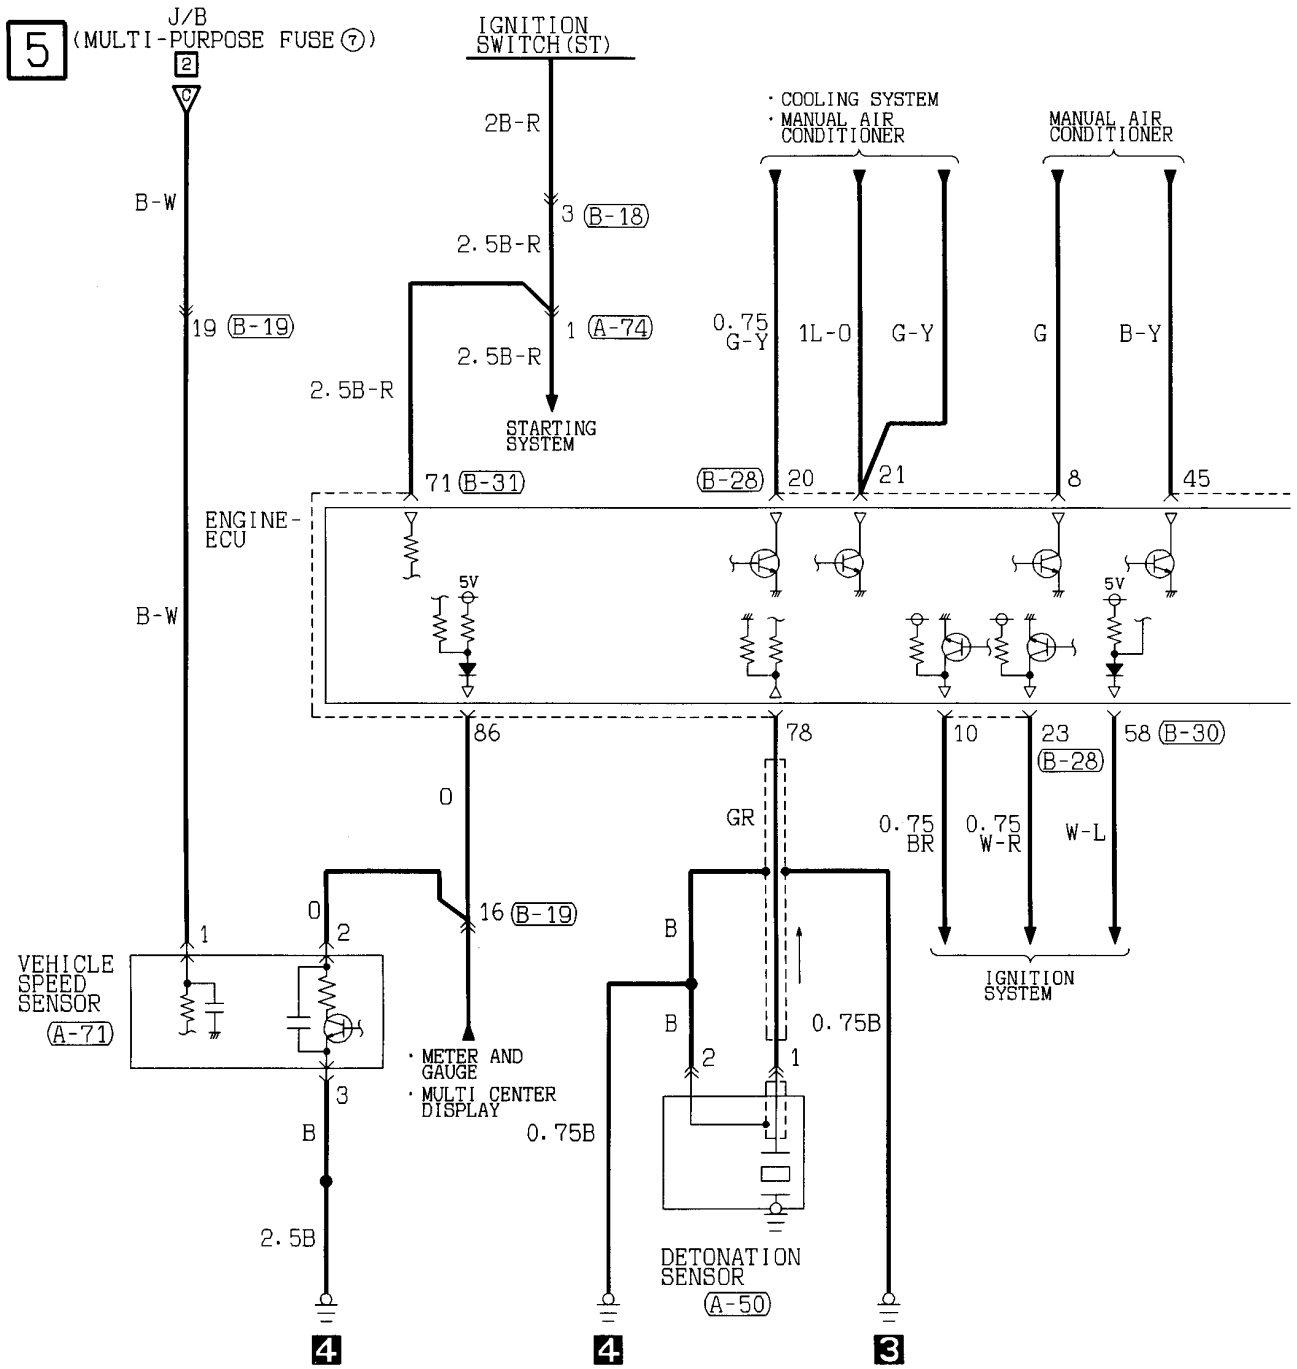 5
J/B
(MULTI-PURPOSE FUSE⑦)
2
C
IGNITION
SWITCH(ST)
2B-R
· COOLING SYSTEM
· MANUAL AIR
CONDITIONER
MANUAL AIR
CONDITIONER
B-W
3 (B-18)
2.5B-R
19 (B-19)
1 (A-74)
2.5B-R
2.5B-R
0.75
G-Y
1L-O
G-Y
G
B-Y
STARTING
SYSTEM
71 (B-31)
(B-28) 20
21
8
45
ENGINE-
ECU
5V
5V
B-W
86
78
10
23
58 (B-30)
(B-28)
O
GR
0.75
BR
0.75
W-R
W-L
O
16 (B-19)
B
1
2
VEHICLE
SPEED
SENSOR
(A-71)
IGNITION
SYSTEM
B
0.75B
2
1
· METER AND
GAUGE
· MULTI CENTER
DISPLAY
3
B
0.75B
2.5B
DETONATION
SENSOR
(A-50)
4
4
3